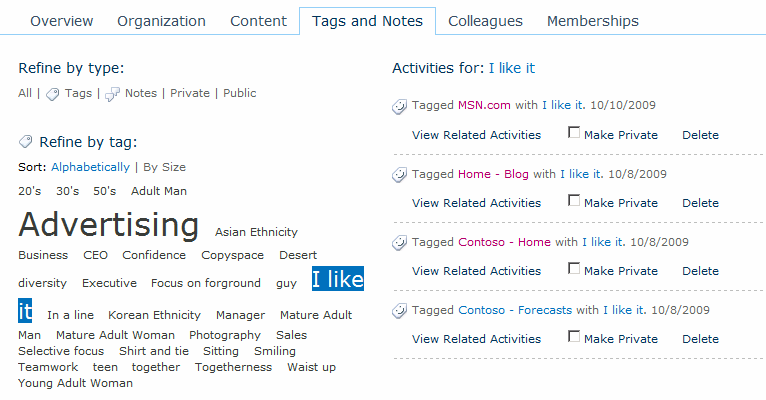 Overview Organization Content Tags and Notes Colleagues Memberships
Refine by type:
All | Tags | Notes | Private | Public
Refine by tag:
Sort: Alphabetically | By Size
20's 30's 50's Adult Man
Advertising Asian Ethnicity
Business CEO Confidence Copyspace Desert
diversity Executive Focus on forground guy I like
it In a line Korean Ethnicity Manager Mature Adult
Man Mature Adult Woman Photography Sales
Selective focus Shirt and tie Sitting Smiling
Teamwork teen together Togetherness Waist up
Young Adult Woman
Activities for: I like it
Tagged MSN.com with I like it. 10/10/2009
View Related Activities Make Private Delete
Tagged Home - Blog with I like it. 10/8/2009
View Related Activities Make Private Delete
Tagged Contoso - Home with I like it. 10/8/2009
View Related Activities Make Private Delete
Tagged Contoso - Forecasts with I like it. 10/8/2009
View Related Activities Make Private Delete